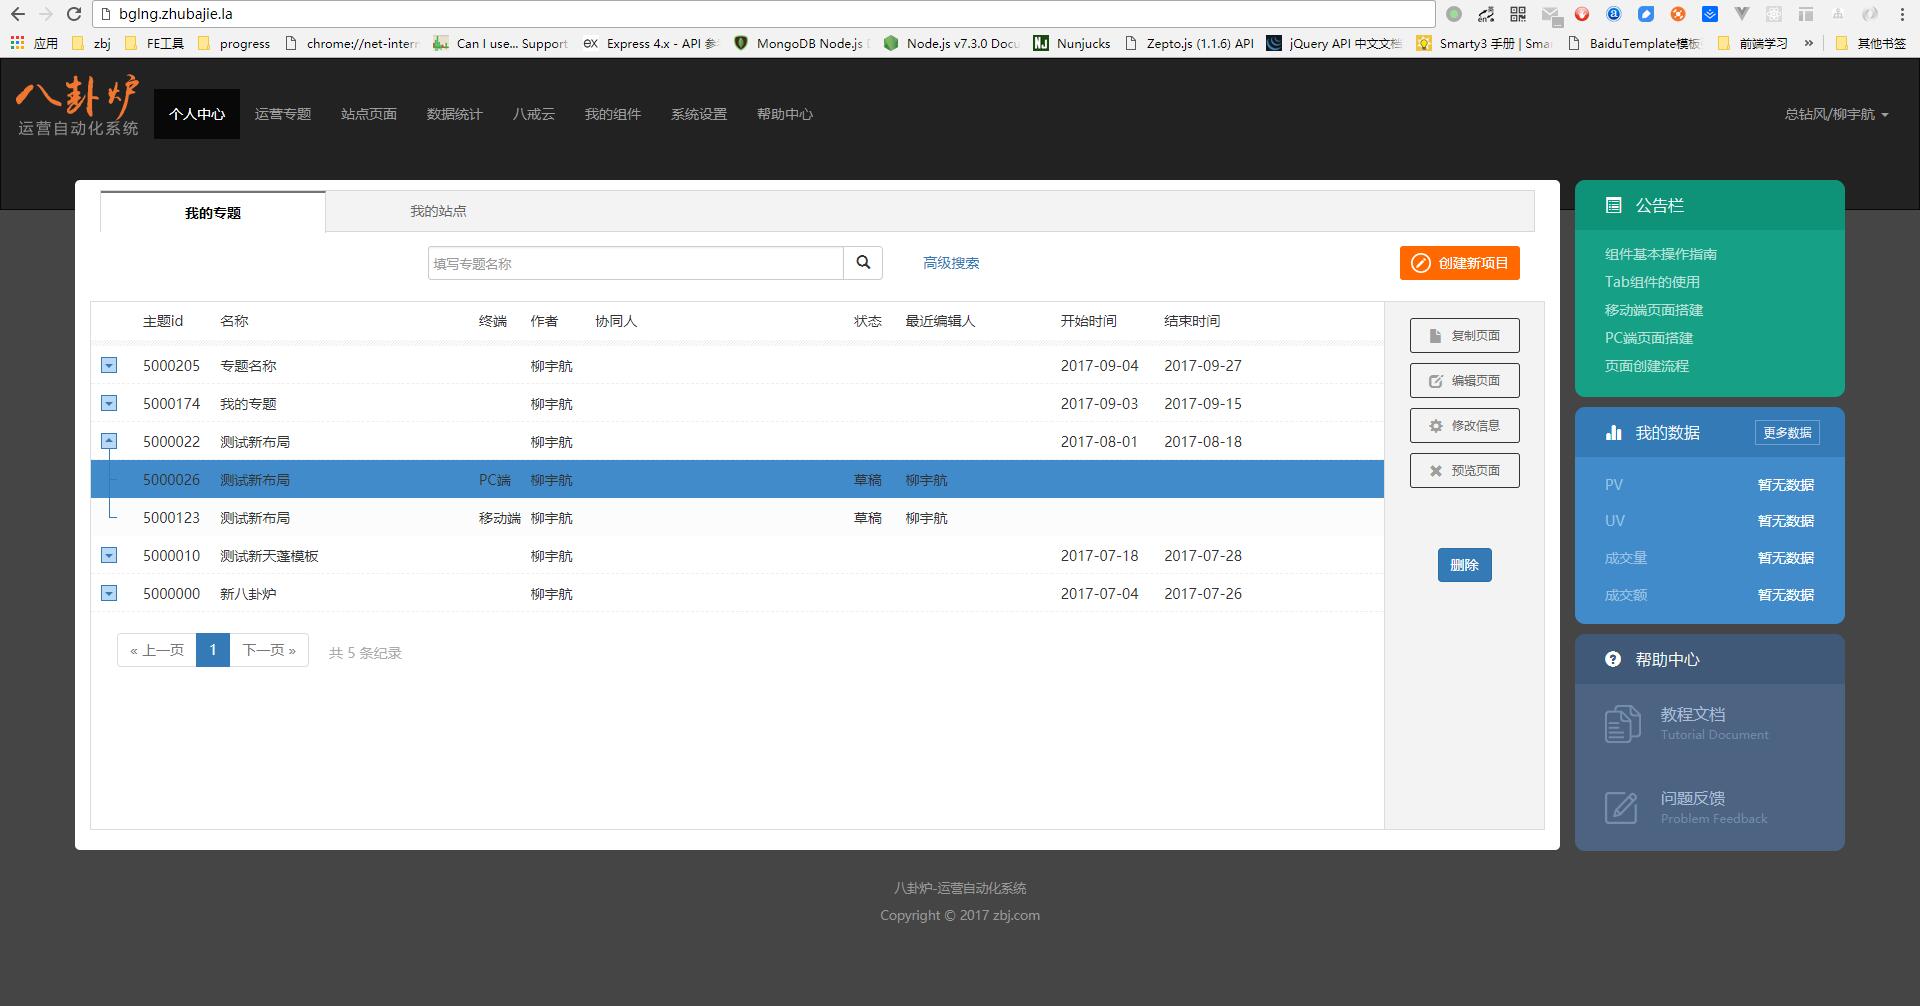 bglng.zhubajie.la
应用 zbj FE工具 progress chrome://net-intern Can I use... Support Express 4.x - API 参 MongoDB Node.js Node.js v7.3.0 Docu Nunjucks Zepto.js (1.1.6) API jQuery API 中文文档 Smarty3 手册 | Sma BaiduTemplate模板 前端学习 » 其他书签
八卦炉
运营自动化系统
个人中心 运营专题 站点页面 数据统计 八戒云 我的组件 系统设置 帮助中心 总钻风/柳宇航
我的专题 我的站点
填写专题名称 高级搜索 创建新项目
主题id 名称 终端 作者 协同人 状态 最近编辑人 开始时间 结束时间
5000205 专题名称 柳宇航 2017-09-04 2017-09-27
5000174 我的专题 柳宇航 2017-09-03 2017-09-15
5000022 测试新布局 柳宇航 2017-08-01 2017-08-18
5000026 测试新布局 PC端 柳宇航 草稿 柳宇航
5000123 测试新布局 移动端 柳宇航 草稿 柳宇航
5000010 测试新天蓬模板 柳宇航 2017-07-18 2017-07-28
5000000 新八卦炉 柳宇航 2017-07-04 2017-07-26
« 上一页 1 下一页 » 共 5 条纪录
复制页面
编辑页面
修改信息
预览页面
删除
公告栏
组件基本操作指南
Tab组件的使用
移动端页面搭建
PC端页面搭建
页面创建流程
我的数据 更多数据
PV 暂无数据
UV 暂无数据
成交量 暂无数据
成交额 暂无数据
帮助中心
教程文档
Tutorial Document
问题反馈
Problem Feedback
八卦炉-运营自动化系统
Copyright © 2017 zbj.com